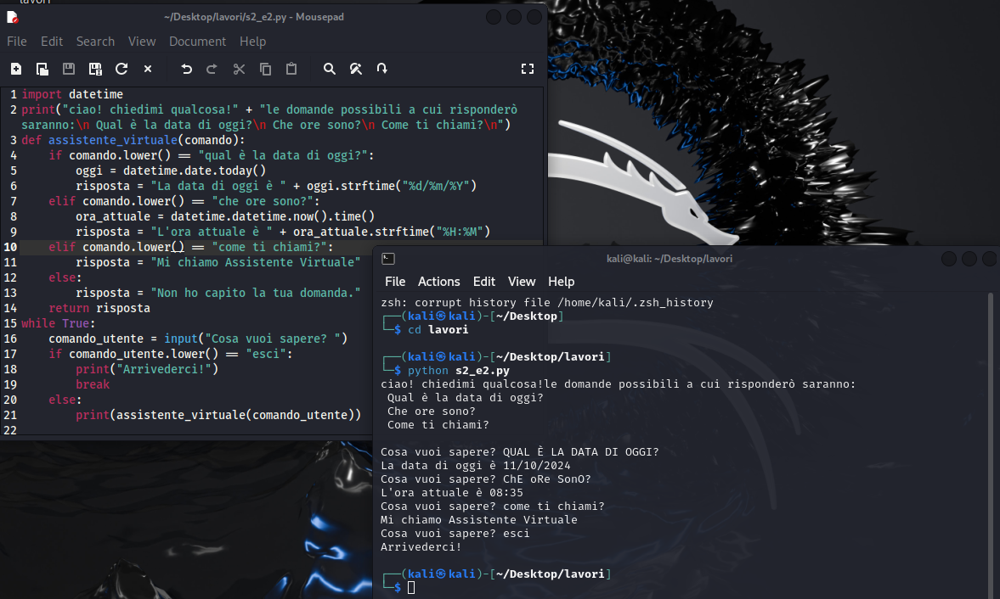 lavori
~/Desktop/lavori/s2_e2.py - Mousepad
File Edit Search View Document Help
1 import datetime
2 print("ciao! chiedimi qualcosa!" + "le domande possibili a cui risponderò
saranno:\n Qual è la data di oggi?\n Che ore sono?\n Come ti chiami?\n")
3 def assistente_virtuale(comando):
4     if comando.lower() == "qual è la data di oggi?":
5         oggi = datetime.date.today()
6         risposta = "La data di oggi è " + oggi.strftime("%d/%m/%Y")
7     elif comando.lower() == "che ore sono?":
8         ora_attuale = datetime.datetime.now().time()
9         risposta = "L'ora attuale è " + ora_attuale.strftime("%H:%M")
10     elif comando.lower() == "come ti chiami?":
11         risposta = "Mi chiamo Assistente Virtuale"
12     else:
13         risposta = "Non ho capito la tua domanda."
14     return risposta
15 while True:
16     comando_utente = input("Cosa vuoi sapere? ")
17     if comando_utente.lower() == "esci":
18         print("Arrivederci!")
19         break
20     else:
21         print(assistente_virtuale(comando_utente))
22
kali@kali: ~/Desktop/lavori
File Actions Edit View Help
zsh: corrupt history file /home/kali/.zsh_history
┌──(kali㉿kali)-[~/Desktop]
└─$ cd lavori
┌──(kali㉿kali)-[~/Desktop/lavori]
└─$ python s2_e2.py
ciao! chiedimi qualcosa!le domande possibili a cui risponderò saranno:
 Qual è la data di oggi?
 Che ore sono?
 Come ti chiami?
Cosa vuoi sapere? QUAL È LA DATA DI OGGI?
La data di oggi è 11/10/2024
Cosa vuoi sapere? ChE oRe SonO?
L'ora attuale è 08:35
Cosa vuoi sapere? come ti chiami?
Mi chiamo Assistente Virtuale
Cosa vuoi sapere? esci
Arrivederci!
┌──(kali㉿kali)-[~/Desktop/lavori]
└─$